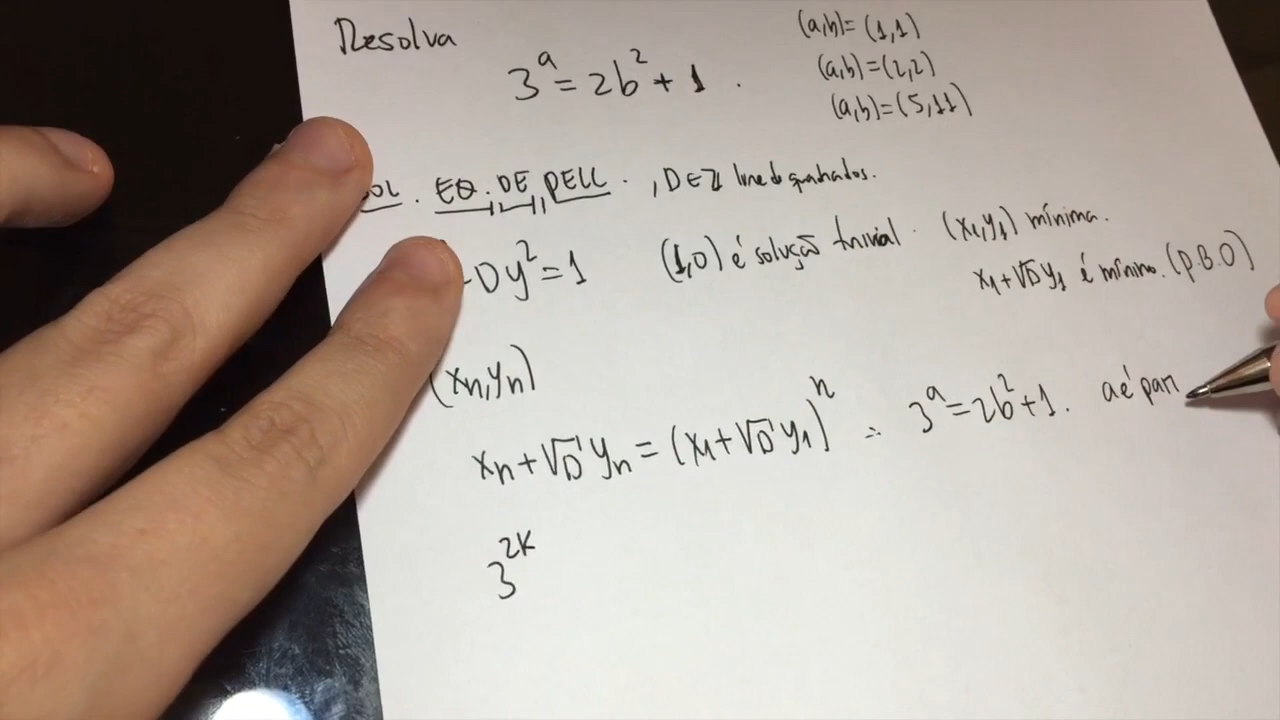 Resolva
3^a = 2b^2 + 1 .
(a,b) = (1,1)
(a,b) = (2,2)
(a,b) = (5,11)
EQ. DE PELL . , D ∈ ℤ livre de quadrados.
- Dy^2 = 1 (1,0) é solução trivial . (x₁,y₁) mínima.
x₁ + √D y₁ é mínimo. (P.B.O)
(xₙ,yₙ)
xₙ + √D yₙ = (x₁ + √D y₁)^n ∴ 3^a = 2b^2 + 1 . a é par
3^2K